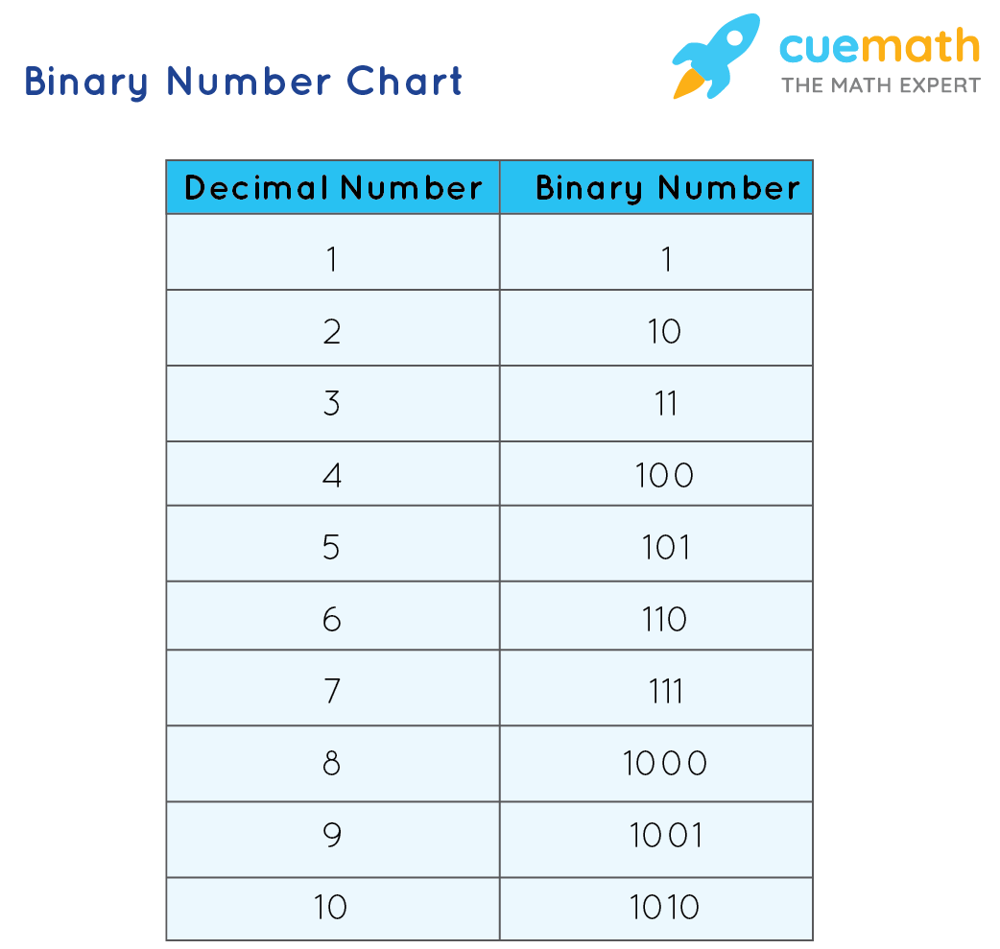 cuemath
THE MATH EXPERT
Binary Number Chart
Decimal Number Binary Number
1 1
2 10
3 11
4 100
5 101
6 110
7 111
8 1000
9 1001
10 1010